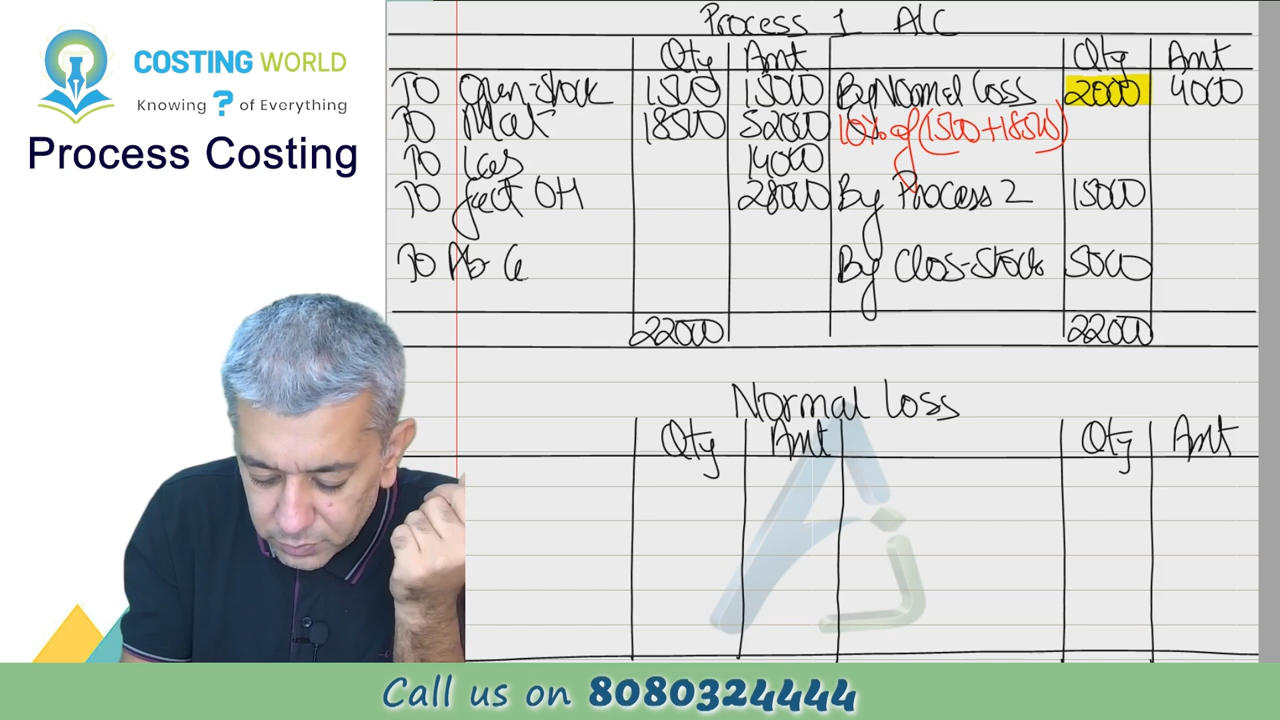 COSTING WORLD
Knowing ? of Everything
Process Costing
Process 1 A/C
Qty Amt Qty Amt
To Open-stock 1500 15000 By Normal Loss 2000 4000
To Mat 18500 52000 10% of (1500+18500)
To 14000
To fact OH 28000 By Process 2 15000
To Ab G By Clos-stock 5000
22000 22000
Normal Loss
Qty Amt Qty Amt
Call us on 8080324444